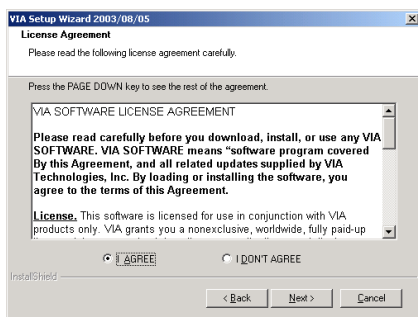 VIA Setup Wizard 2003/08/05
License Agreement
Please read the following license agreement carefully.
Press the PAGE DOWN key to see the rest of the agreement.
VIA SOFTWARE LICENSE AGREEMENT
Please read carefully before you download, install, or use any VIA
SOFTWARE. VIA SOFTWARE means "software program covered
By this Agreement, and all related updates supplied by VIA
Technologies, Inc. By loading or installing the software, you
agree to the terms of this Agreement.
License. This software is licensed for use in conjunction with VIA
products only. VIA grants you a nonexclusive, worldwide, fully paid-up
I AGREE
I DON'T AGREE
InstallShield
< Back
Next >
Cancel